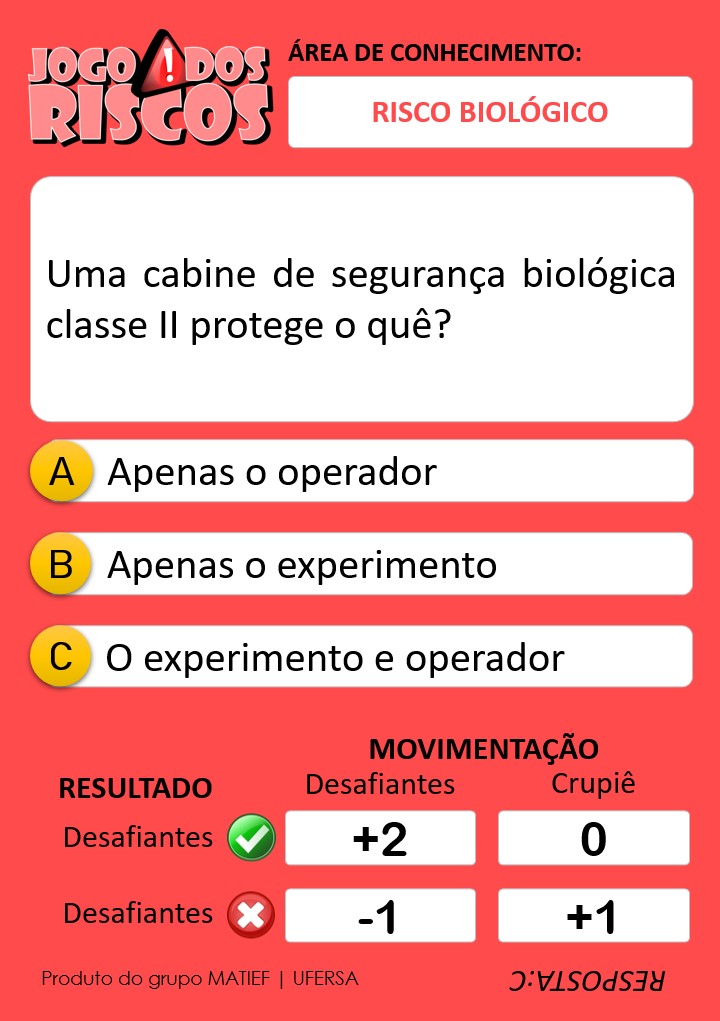 JOGO DOS
RISCOS
ÁREA DE CONHECIMENTO:
RISCO BIOLÓGICO
Uma cabine de segurança biológica
classe II protege o quê?
A Apenas o operador
B Apenas o experimento
C O experimento e operador
MOVIMENTAÇÃO
RESULTADO Desafiantes Crupiê
Desafiantes +2 0
Desafiantes -1 +1
Produto do grupo MATIEF | UFERSA
RESPOSTA:C